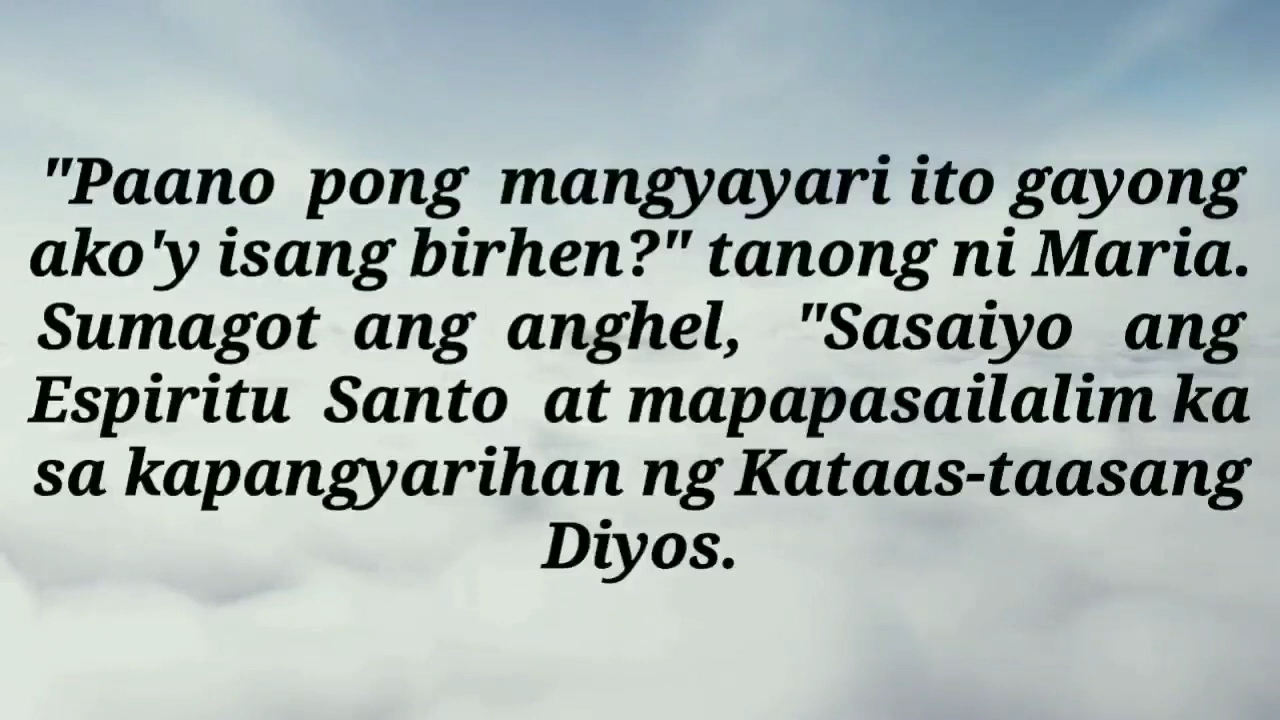 "Paano pong mangyayari ito gayong
ako'y isang birhen?" tanong ni Maria.
Sumagot ang anghel, "Sasaiyo ang
Espiritu Santo at mapapasailalim ka
sa kapangyarihan ng Kataas-taasang
Diyos.